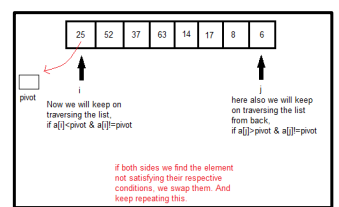 25 52 37 63 14 17 8 6
pivot
i
Now we will keep on
traversing the list,
if a[i]<pivot & a[i]!=pivot
j
here also we will keep
on traversing the list
from back,
if a[j]>pivot & a[j]!=pivot
if both sides we find the element
not satisfying their respective
conditions, we swap them. And
keep repeating this.